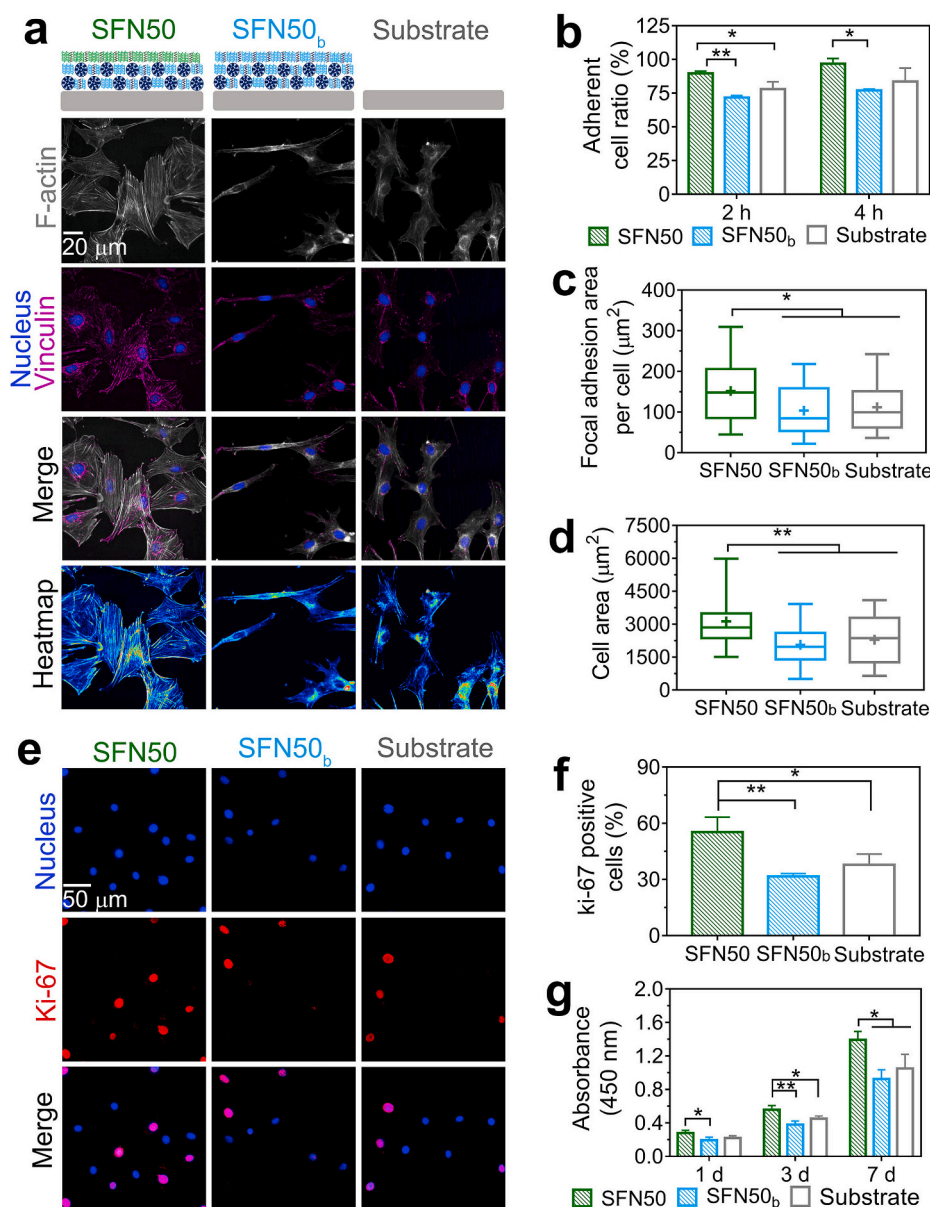 a
SFN50
SFN50b
Substrate
F-actin
20 μm
Nucleus
Vinculin
Merge
Heatmap
b
Adherent
cell ratio (%)
125
100
75
50
25
0
**
*
*
2 h
4 h
SFN50
SFN50b
Substrate
c
Focal adhesion area
per cell (μm²)
400
300
200
100
0
*
SFN50
SFN50b
Substrate
d
Cell area (μm²)
7500
6000
4500
3000
1500
0
**
SFN50
SFN50b
Substrate
e
SFN50
SFN50b
Substrate
Nucleus
50 μm
Ki-67
Merge
f
ki-67 positive
cells (%)
90
60
30
0
*
**
SFN50
SFN50b
Substrate
g
Absorbance
(450 nm)
2.0
1.6
1.2
0.8
0.4
0.0
*
*
**
*
1 d
3 d
7 d
SFN50
SFN50b
Substrate